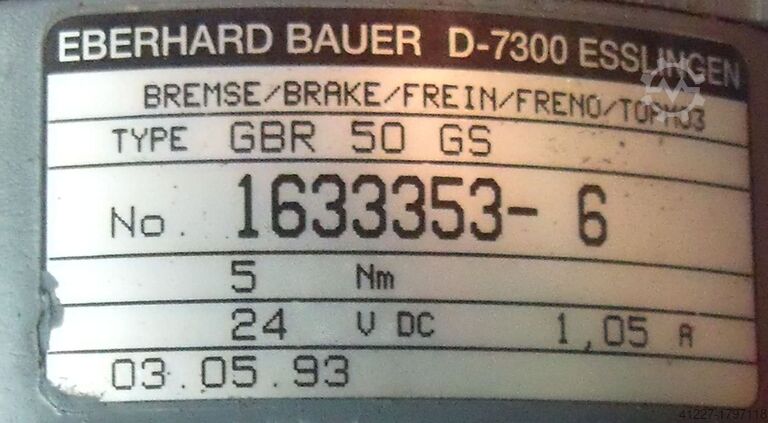 EBERHARD BAUER D-7300 ESSLINGEN
BREMSE/BRAKE/FREIN/FRENO/TOPMO3
TYPE GBR 50 GS
No. 1633353- 6
5 Nm
24 V DC 1,05 A
03.05.93
41227-1797118